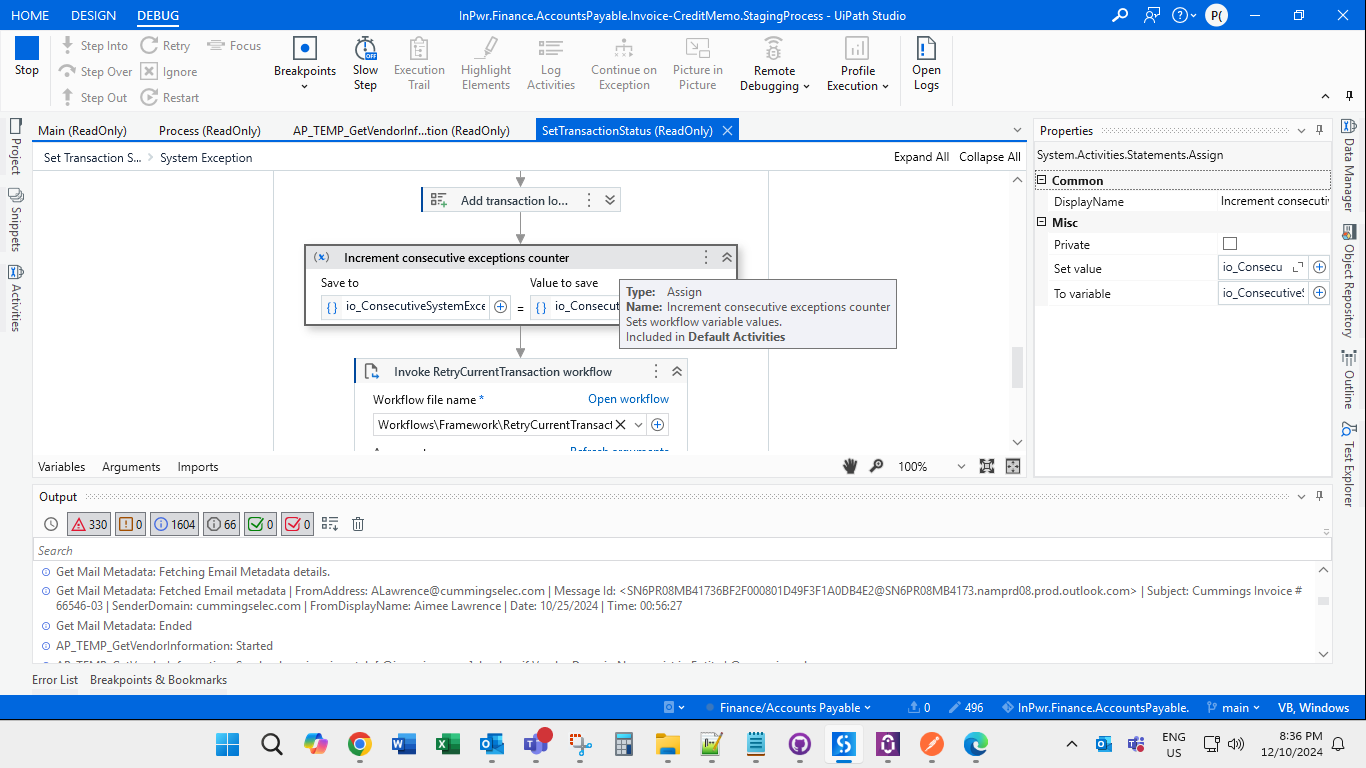 HOME DESIGN DEBUG InPwr.Finance.AccountsPayable.Invoice-CreditMemo.StagingProcess - UiPath Studio P(
Stop
Step Into Retry Focus
Step Over Ignore
Step Out Restart
Breakpoints
Slow Step
Execution Trail
Highlight Elements
Log Activities
Continue on Exception
Picture in Picture
Remote Debugging
Profile Execution
Open Logs
Main (ReadOnly) Process (ReadOnly) AP_TEMP_GetVendorInf...tion (ReadOnly) SetTransactionStatus (ReadOnly)
Set Transaction S... > System Exception Expand All Collapse All
Project
Snippets
Activities
Add transaction lo...
(x) Increment consecutive exceptions counter
Save to Value to save
{ } io_ConsecutiveSystemExce = { } io_Consecut
Type: Assign
Name: Increment consecutive exceptions counter
Sets workflow variable values.
Included in Default Activities
Invoke RetryCurrentTransaction workflow
Workflow file name * Open workflow
Workflows\Framework\RetryCurrentTransact
Variables Arguments Imports 100%
Properties
System.Activities.Statements.Assign
Common
DisplayName Increment consecuti
Misc
Private
Set value io_Consecu
To variable io_ConsecutiveS
Data Manager
Object Repository
Outline
Test Explorer
Output
330 0 1604 66 0 0
Search
Get Mail Metadata: Fetching Email Metadata details.
Get Mail Metadata: Fetched Email metadata | FromAddress: ALawrence@cummingselec.com | Message Id: <SN6PR08MB41736BF2F000801D49F3F1A0DB4E2@SN6PR08MB4173.namprd08.prod.outlook.com> | Subject: Cummings Invoice #
66546-03 | SenderDomain: cummingselec.com | FromDisplayName: Aimee Lawrence | Date: 10/25/2024 | Time: 00:56:27
Get Mail Metadata: Ended
AP_TEMP_GetVendorInformation: Started
Error List Breakpoints & Bookmarks
Finance/Accounts Payable 0 496 InPwr.Finance.AccountsPayable. main VB, Windows
ENG
US
8:36 PM
12/10/2024